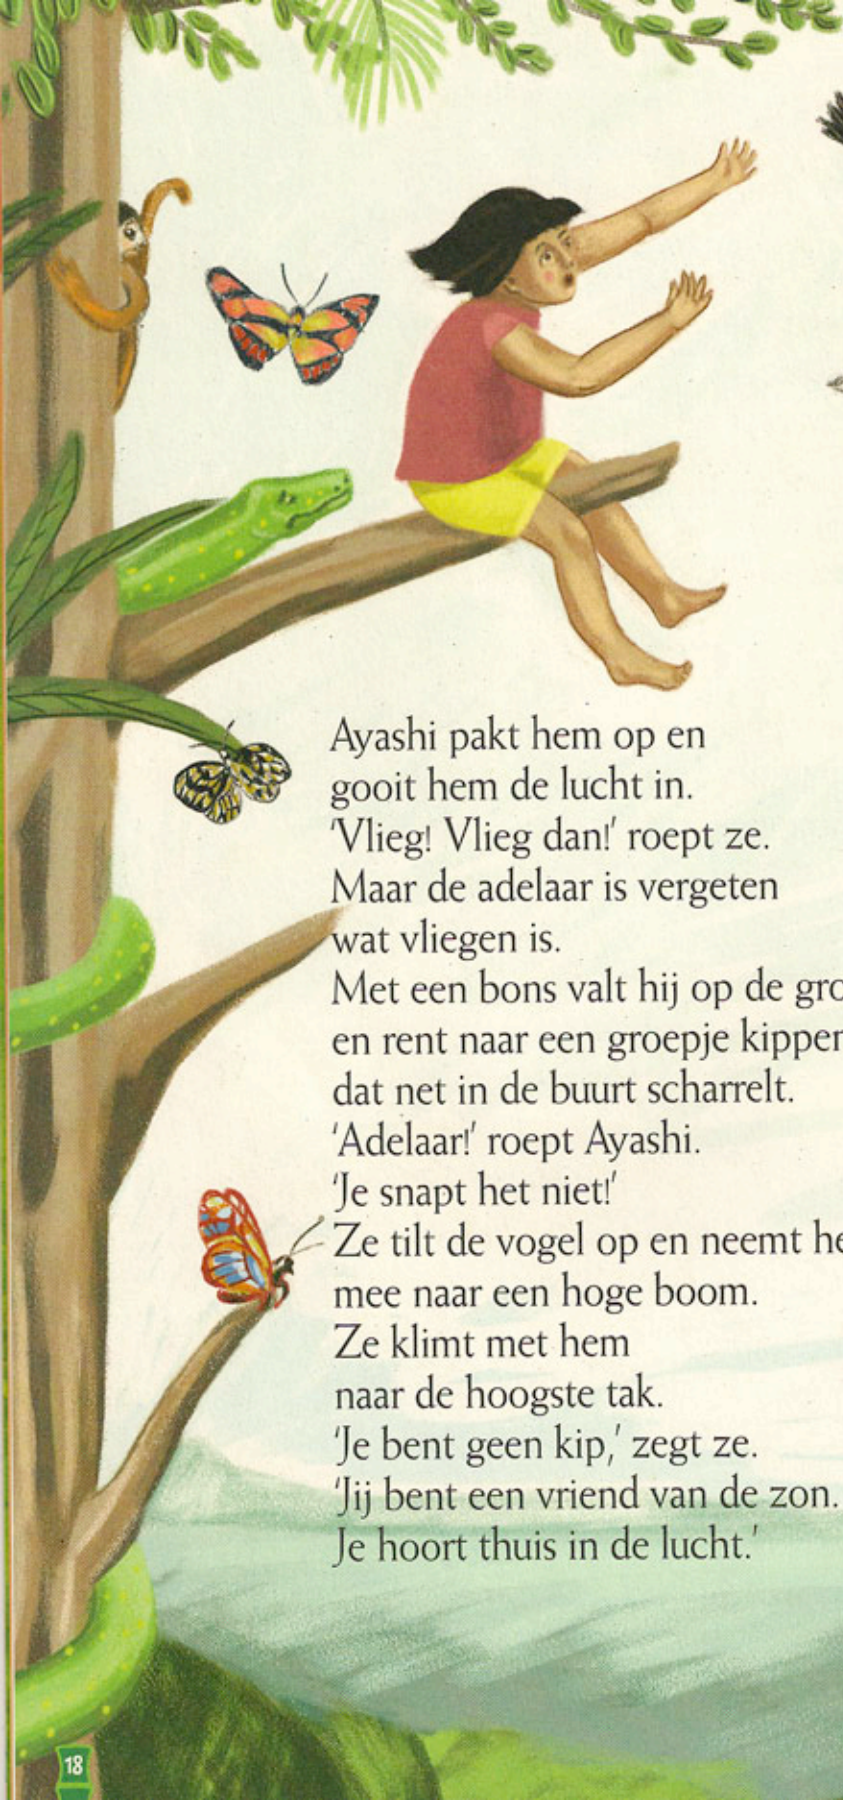 Ayashi pakt hem op en
gooit hem de lucht in.
‘Vlieg! Vlieg dan!’ roept ze.
Maar de adelaar is vergeten
wat vliegen is.
Met een bons valt hij op de
en rent naar een groepje
dat net in de buurt scharrelt.
‘Adelaar!’ roept Ayashi.
‘Je snapt het niet!’
Ze tilt de vogel op en neemt
mee naar een hoge boom.
Ze klimt met hem
naar de hoogste tak.
‘Je bent geen kip,’ zegt ze.
‘Jij bent een vriend van de zon.
Je hoort thuis in de lucht.’
18